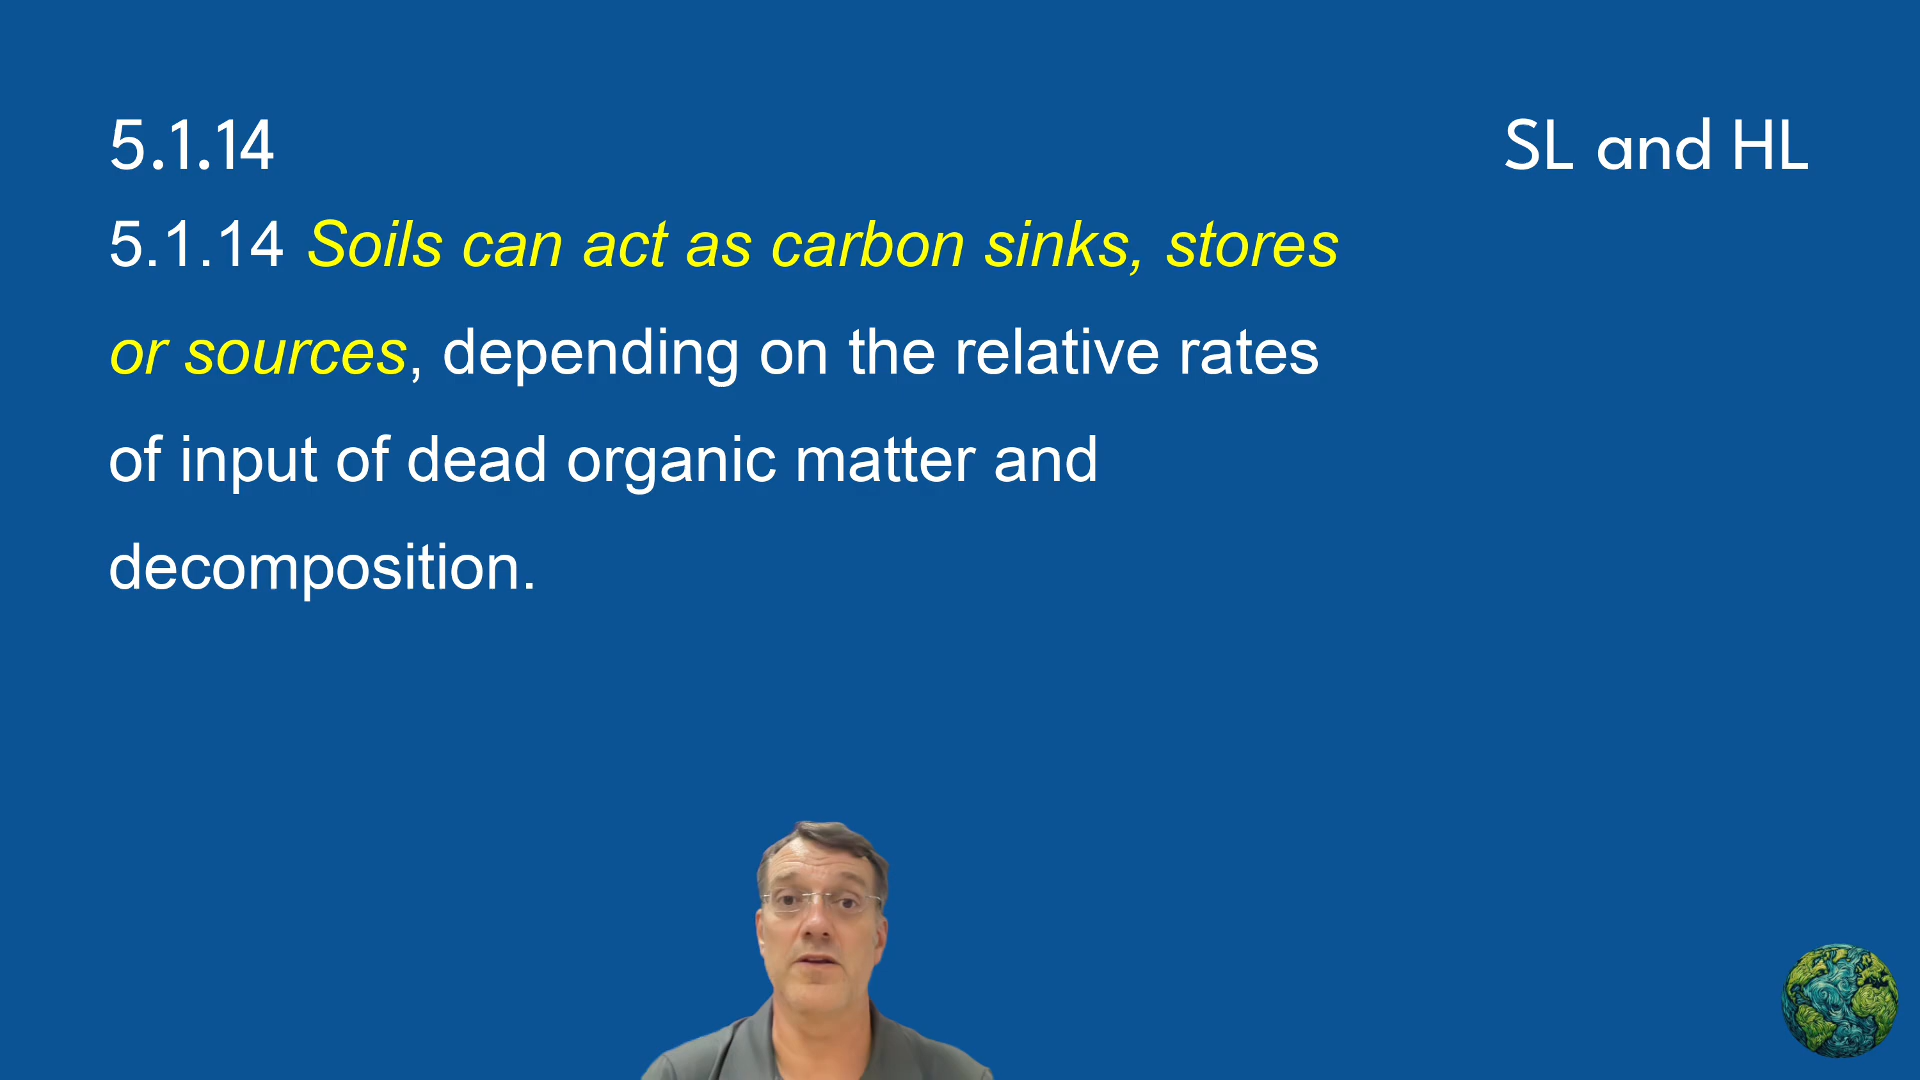 5.1.14
SL and HL
5.1.14 Soils can act as carbon sinks, stores
or sources, depending on the relative rates
of input of dead organic matter and
decomposition.